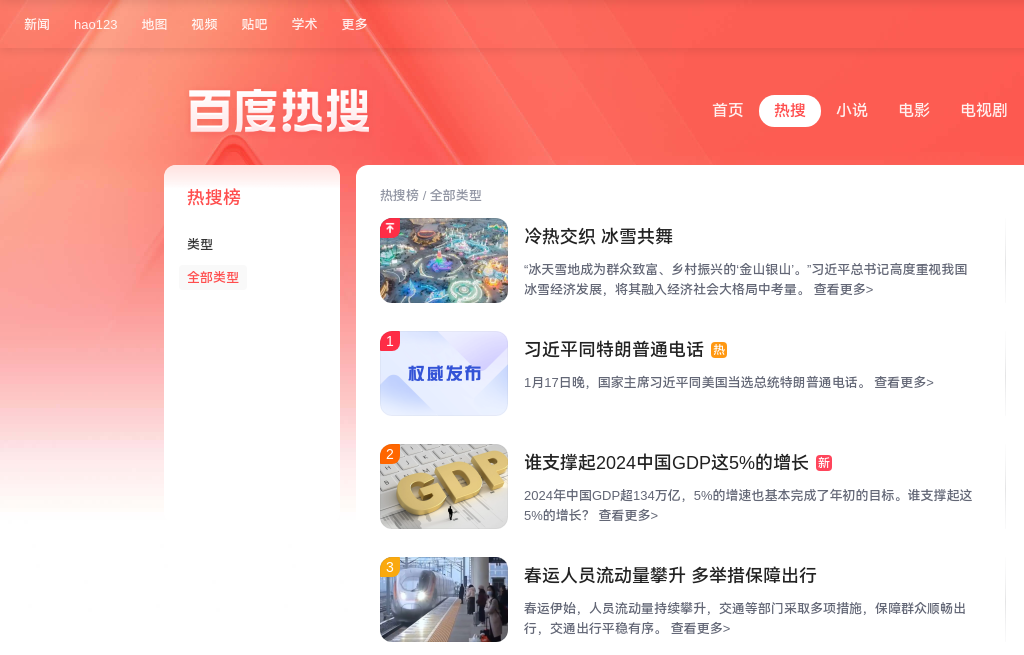 新闻 hao123 地图 视频 贴吧 学术 更多
百度热搜
首页 热搜 小说 电影 电视剧
热搜榜
类型
全部类型
热搜榜 / 全部类型
冷热交织 冰雪共舞
“冰天雪地成为群众致富、乡村振兴的‘金山银山’。”习近平总书记高度重视我国
冰雪经济发展，将其融入经济社会大格局中考量。 查看更多>
1
权威发布
习近平同特朗普通电话 热
1月17日晚，国家主席习近平同美国当选总统特朗普通电话。 查看更多>
2
GDP
谁支撑起2024中国GDP这5%的增长 新
2024年中国GDP超134万亿，5%的增速也基本完成了年初的目标。谁支撑起这
5%的增长？ 查看更多>
3
春运人员流动量攀升 多举措保障出行
春运伊始，人员流动量持续攀升，交通等部门采取多项措施，保障群众顺畅出
行，交通出行平稳有序。 查看更多>